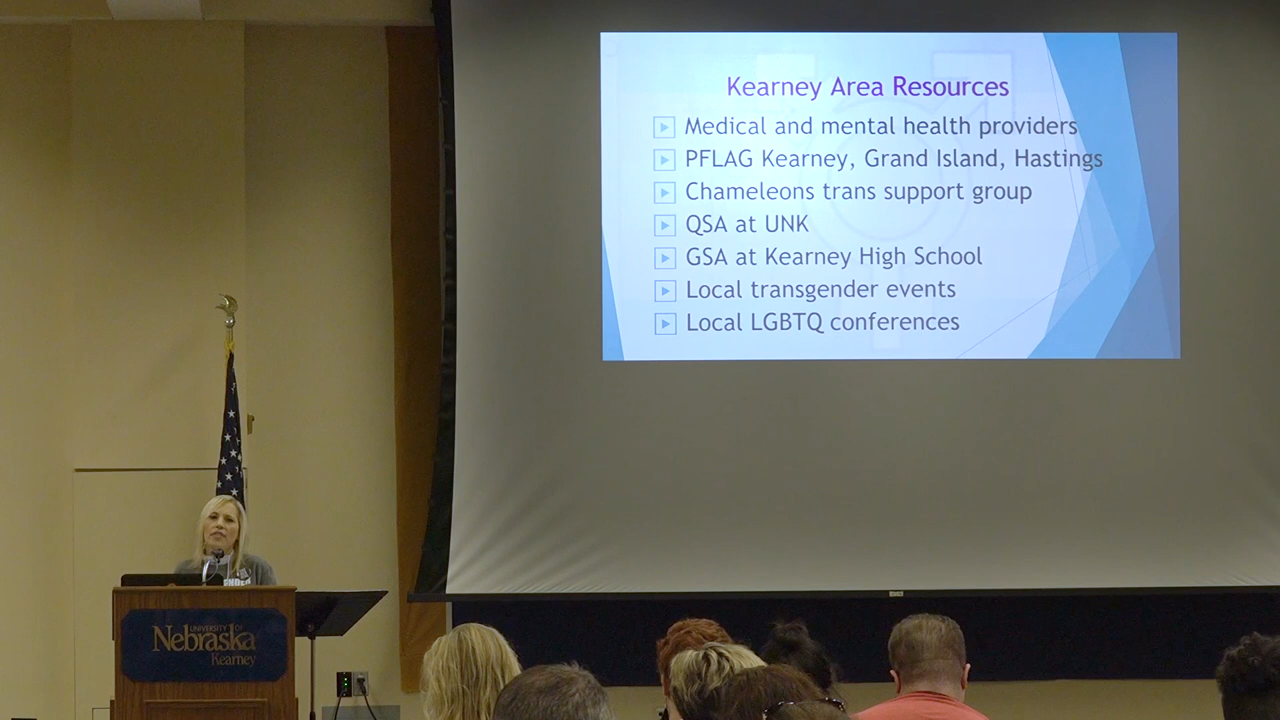 Kearney Area Resources
Medical and mental health providers
PFLAG Kearney, Grand Island, Hastings
Chameleons trans support group
QSA at UNK
GSA at Kearney High School
Local transgender events
Local LGBTQ conferences
UNIVERSITY OF
Nebraska
Kearney